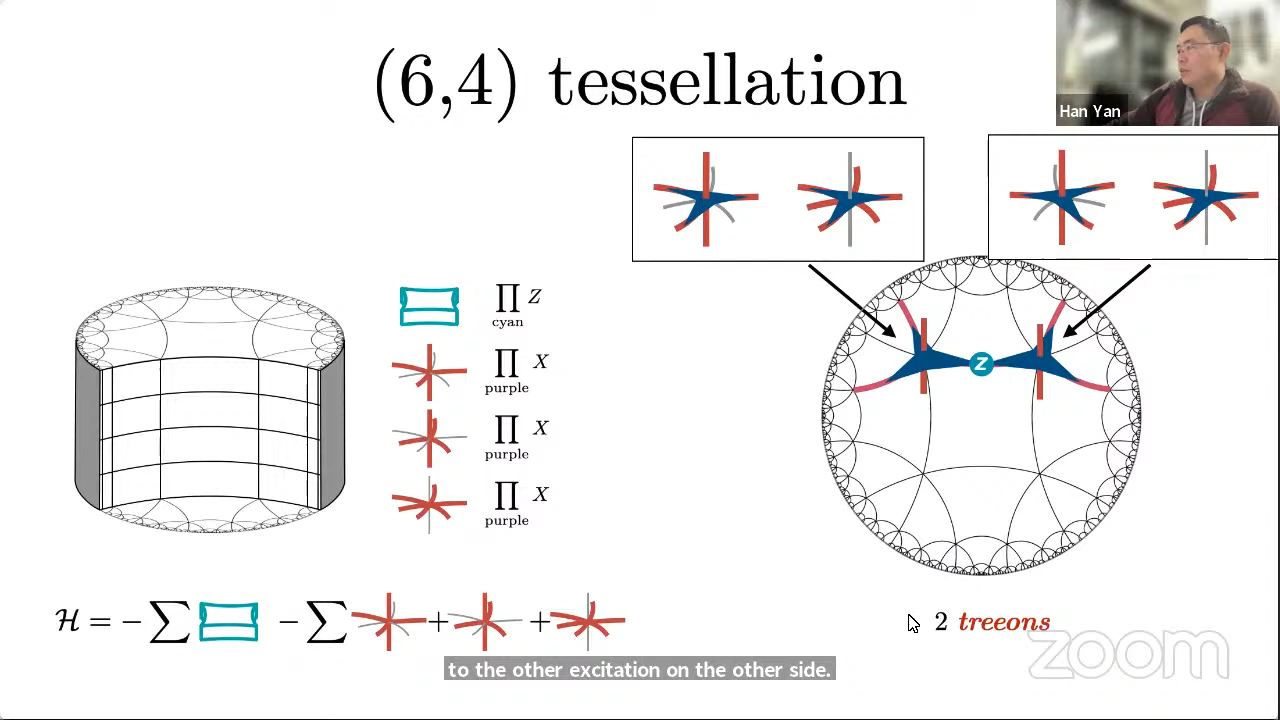 (6,4) tessellation
Han Yan
∏ Z
cyan
∏ X
purple
∏ X
purple
∏ X
purple
Z
ℋ = − ∑ − ∑ + +
2 treeons
zoom
to the other excitation on the other side.